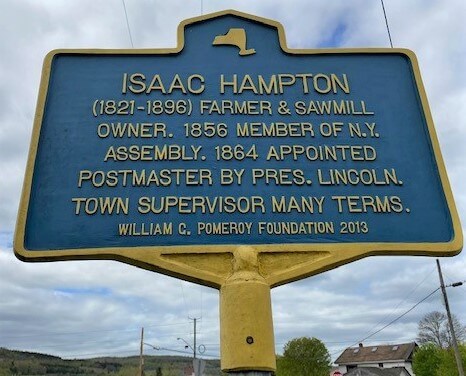 ISAAC HAMPTON
(1821-1896) FARMER & SAWMILL
OWNER. 1856 MEMBER OF N.Y.
ASSEMBLY. 1864 APPOINTED
POSTMASTER BY PRES. LINCOLN.
TOWN SUPERVISOR MANY TERMS.
WILLIAM G. POMEROY FOUNDATION 2013